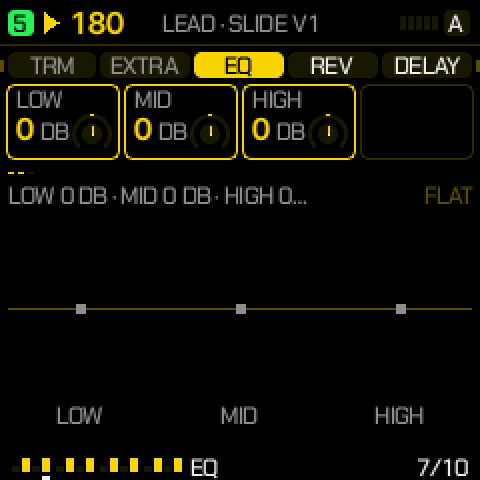 5 180 LEAD · SLIDE V1 A
TRM EXTRA EQ REV DELAY
LOW MID HIGH
0 DB 0 DB 0 DB
LOW 0 DB · MID 0 DB · HIGH 0... FLAT
LOW MID HIGH
EQ 7/10